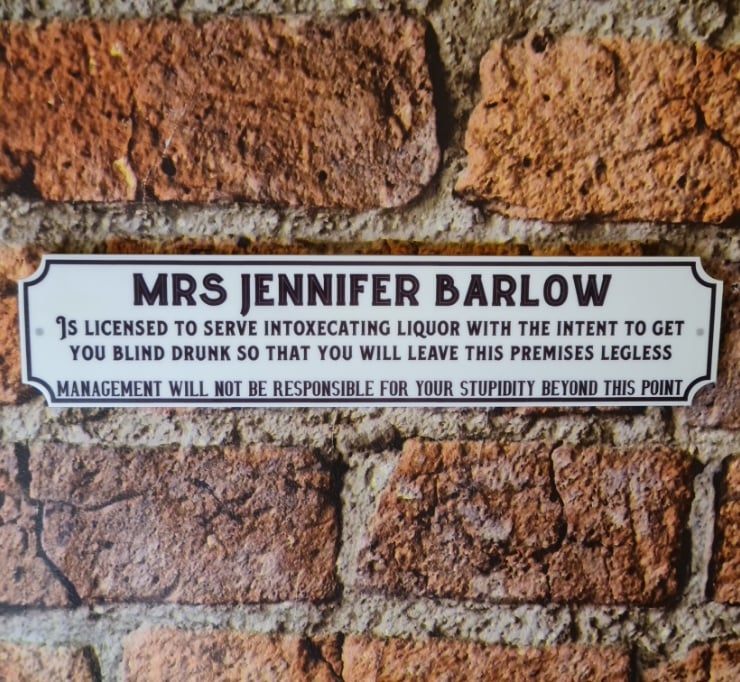 MRS JENNIFER BARLOW
IS LICENSED TO SERVE INTOXECATING LIQUOR WITH THE INTENT TO GET
YOU BLIND DRUNK SO THAT YOU WILL LEAVE THIS PREMISES LEGLESS
MANAGEMENT WILL NOT BE RESPONSIBLE FOR YOUR STUPIDITY BEYOND THIS POINT